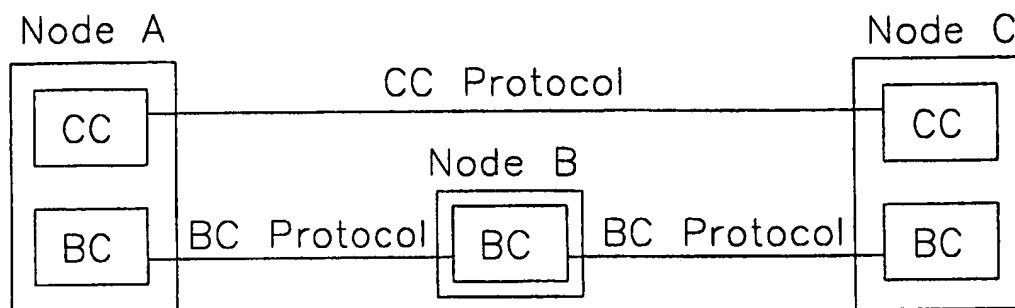 Node A
Node C
CC Protocol
CC
CC
Node B
BC
BC Protocol
BC
BC Protocol
BC